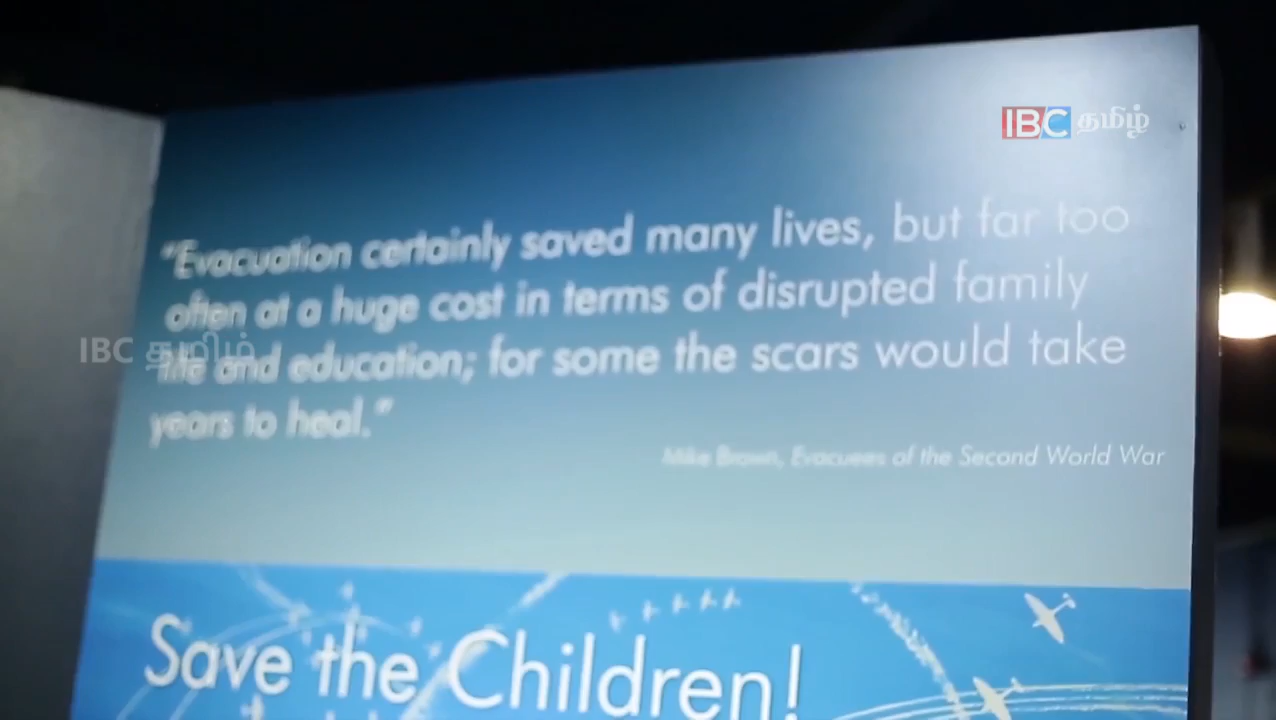 IBC தமிழ்
"Evacuation certainly saved many lives, but far too
often at a huge cost in terms of disrupted family
life and education; for some the scars would take
years to heal."
IBC தமிழ்
Mike Brown, Evacuees of the Second World War
Save the Children!